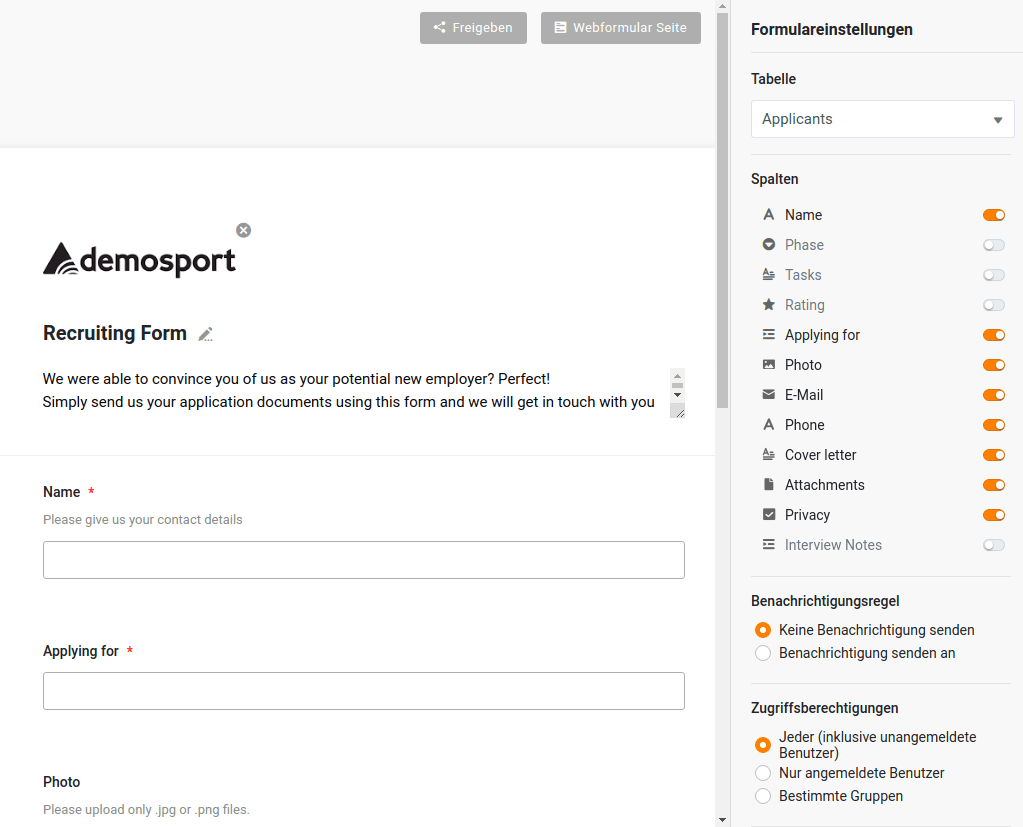 Freigeben
Webformular Seite
demosport
Recruiting Form
We were able to convince you of us as your potential new employer? Perfect!
Simply send us your application documents using this form and we will get in touch with you
Name *
Please give us your contact details
Applying for *
Photo
Please upload only .jpg or .png files.
Formulareinstellungen
Tabelle
Applicants
Spalten
Name
Phase
Tasks
Rating
Applying for
Photo
E-Mail
Phone
Cover letter
Attachments
Privacy
Interview Notes
Benachrichtigungsregel
Keine Benachrichtigung senden
Benachrichtigung senden an
Zugriffsberechtigungen
Jeder (inklusive unangemeldete
Benutzer)
Nur angemeldete Benutzer
Bestimmte Gruppen